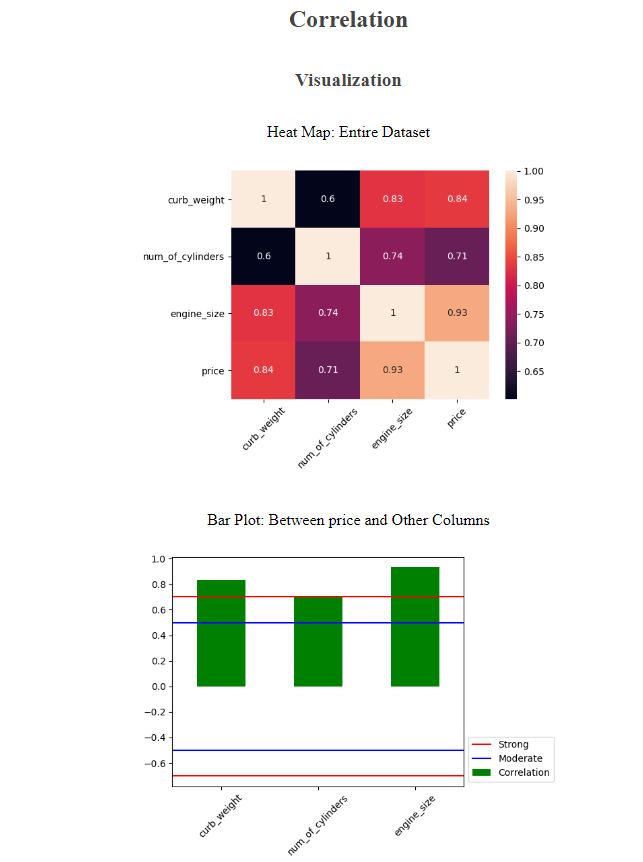 Correlation
Visualization
Heat Map: Entire Dataset
curb_weight 1 0.6 0.83 0.84
num_of_cylinders 0.6 1 0.74 0.71
engine_size 0.83 0.74 1 0.93
price 0.84 0.71 0.93 1
curb_weight num_of_cylinders engine_size price
1.00
0.95
0.90
0.85
0.80
0.75
0.70
0.65
Bar Plot: Between price and Other Columns
1.0
0.8
0.6
0.4
0.2
0.0
−0.2
−0.4
−0.6
curb_weight num_of_cylinders engine_size
Strong
Moderate
Correlation